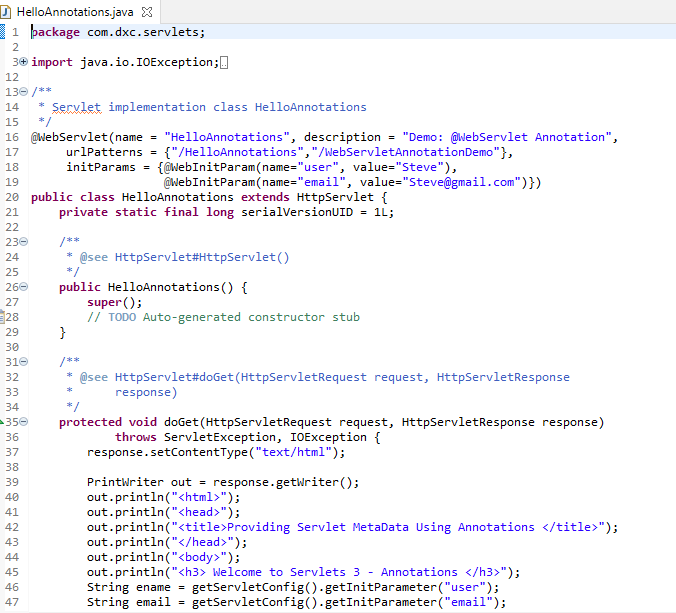 HelloAnnotations.java
1 package com.dxc.servlets;
2
3 import java.io.IOException;
12
13 /**
14 * Servlet implementation class HelloAnnotations
15 */
16 @WebServlet(name = "HelloAnnotations", description = "Demo: @WebServlet Annotation",
17 urlPatterns = {"/HelloAnnotations","/WebServletAnnotationDemo"},
18 initParams = {@WebInitParam(name="user", value="Steve"),
19 @WebInitParam(name="email", value="Steve@gmail.com")})
20 public class HelloAnnotations extends HttpServlet {
21 private static final long serialVersionUID = 1L;
22
23 /**
24 * @see HttpServlet#HttpServlet()
25 */
26 public HelloAnnotations() {
27 super();
28 // TODO Auto-generated constructor stub
29 }
30
31 /**
32 * @see HttpServlet#doGet(HttpServletRequest request, HttpServletResponse
33 * response)
34 */
35 protected void doGet(HttpServletRequest request, HttpServletResponse response)
36 throws ServletException, IOException {
37 response.setContentType("text/html");
38
39 PrintWriter out = response.getWriter();
40 out.println("<html>");
41 out.println("<head>");
42 out.println("<title>Providing Servlet MetaData Using Annotations </title>");
43 out.println("</head>");
44 out.println("<body>");
45 out.println("<h3> Welcome to Servlets 3 - Annotations </h3>");
46 String ename = getServletConfig().getInitParameter("user");
47 String email = getServletConfig().getInitParameter("email");